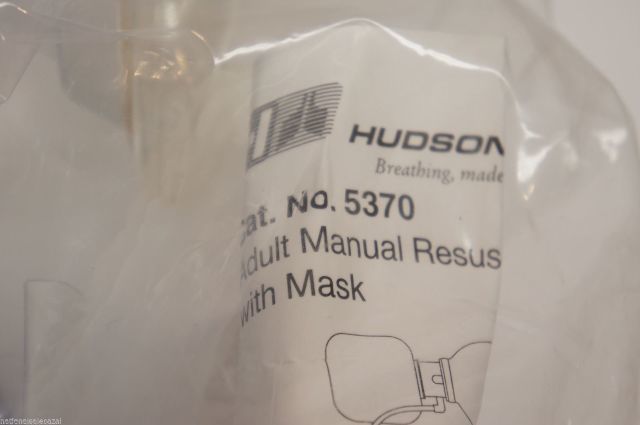 HUDSON
Breathing, made
Cat. No. 5370
Adult Manual Resus
with Mask